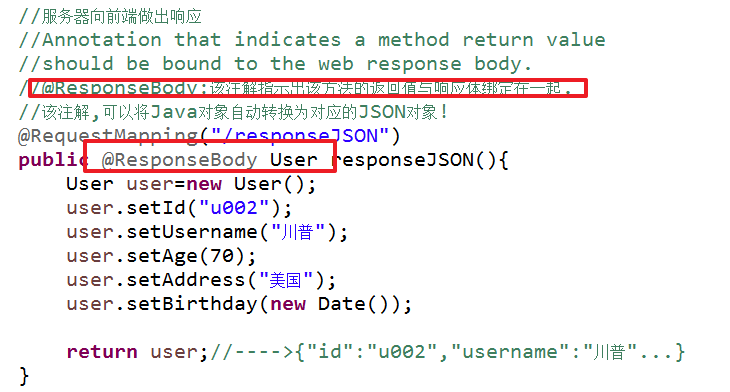 //服务器向前端做出响应
//Annotation that indicates a method return value
//should be bound to the web response body.
//@ResponseBody:该注解指示出该方法的返回值与响应体绑定在一起.
//该注解,可以将Java对象自动转换为对应的JSON对象!
@RequestMapping("/responseJSON")
public @ResponseBody User responseJSON(){
User user=new User();
user.setId("u002");
user.setUsername("川普");
user.setAge(70);
user.setAddress("美国");
user.setBirthday(new Date());
return user;//---->{"id":"u002","username":"川普"...}
}